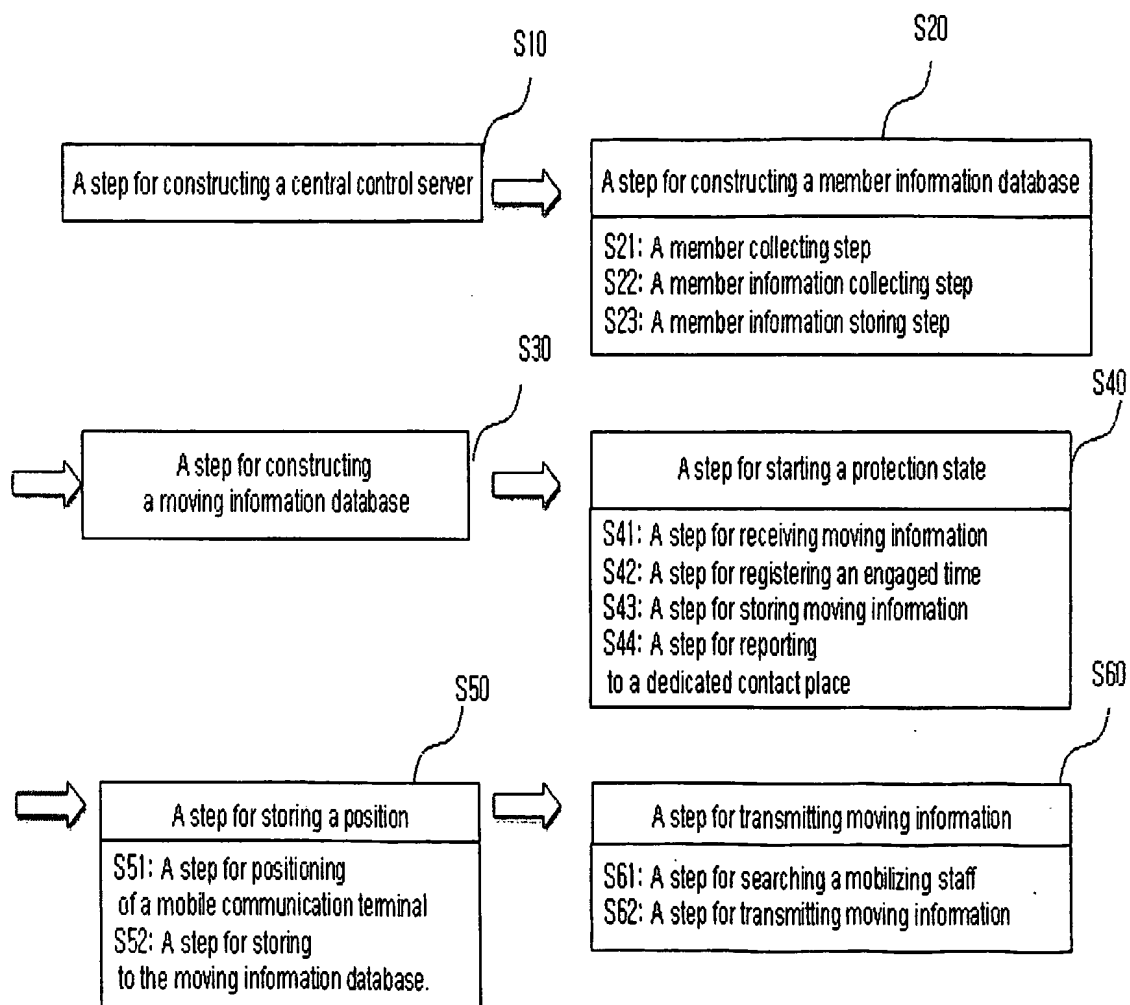 S10
S20
A step for constructing a central control server
A step for constructing a member information database
S21: A member collecting step
S22: A member information collecting step
S23: A member information storing step
S30
S40
A step for constructing
a moving information database
A step for starting a protection state
S41: A step for receiving moving information
S42: A step for registering an engaged time
S43: A step for storing moving information
S44: A step for reporting
to a dedicated contact place
S50
S60
A step for storing a position
S51: A step for positioning
of a mobile communication terminal
S52: A step for storing
to the moving information database.
A step for transmitting moving information
S61: A step for searching a mobilizing staff
S62: A step for transmitting moving information